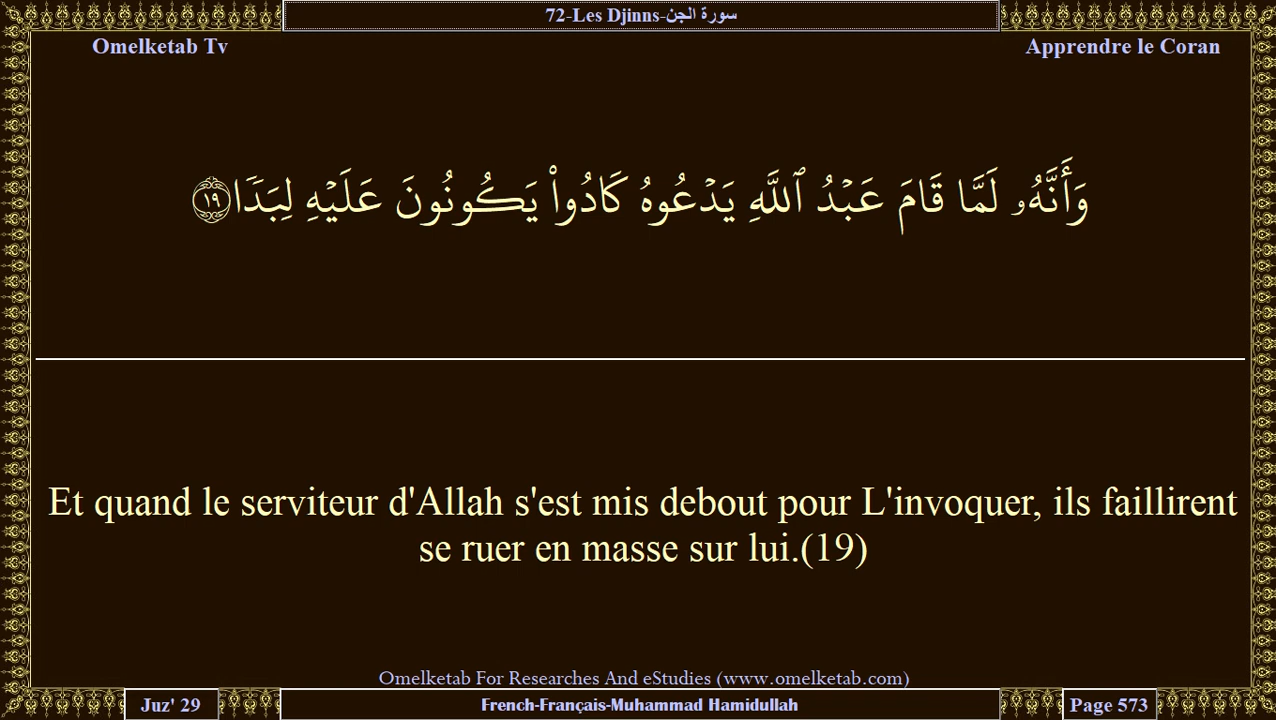 72-Les Djinns-سورة الجن
Omelketab Tv
Apprendre le Coran
وَأَنَّهُۥ لَمَّا قَامَ عَبْدُ ٱللَّهِ يَدْعُوهُ كَادُوا۟ يَكُونُونَ عَلَيْهِ لِبَدًۭا ١٩
Et quand le serviteur d'Allah s'est mis debout pour L'invoquer, ils faillirent
se ruer en masse sur lui.(19)
Omelketab For Researches And eStudies (www.omelketab.com)
Juz' 29
French-Français-Muhammad Hamidullah
Page 573